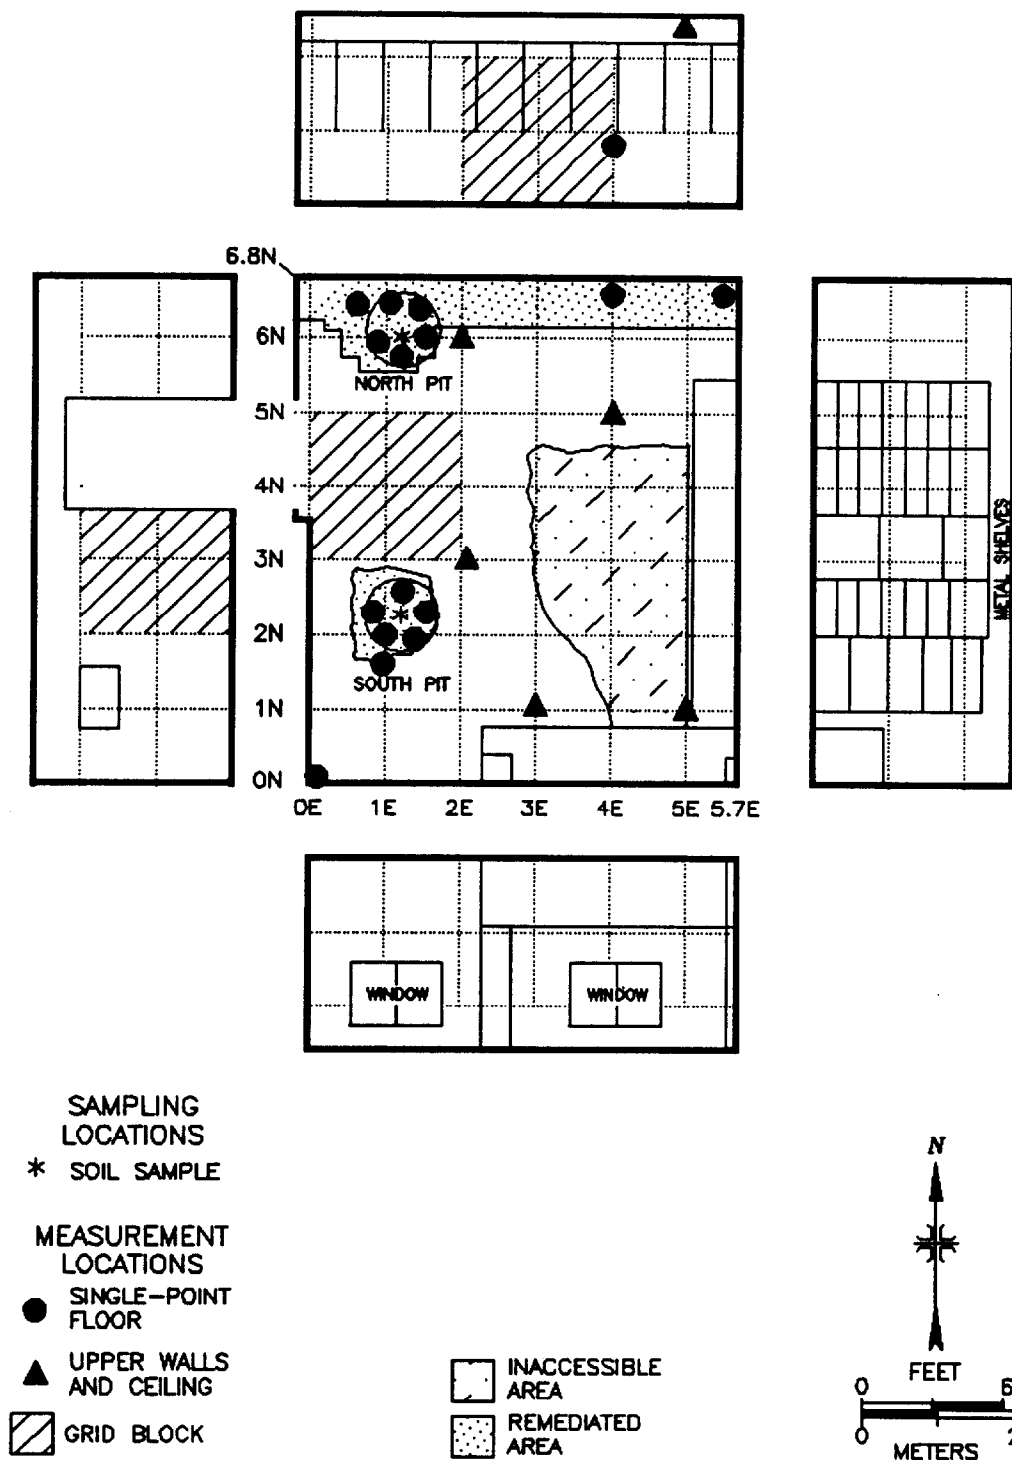 6.8N
6N
NORTH PIT
5N
4N
3N
2N
SOUTH PIT
1N
0N
0E 1E 2E 3E 4E 5E 5.7E
METAL SHELVES
WINDOW WINDOW
SAMPLING
LOCATIONS
* SOIL SAMPLE
MEASUREMENT
LOCATIONS
SINGLE-POINT
FLOOR
UPPER WALLS
AND CEILING
GRID BLOCK
INACCESSIBLE
AREA
REMEDIATED
AREA
N
FEET
0 6
0 2
METERS